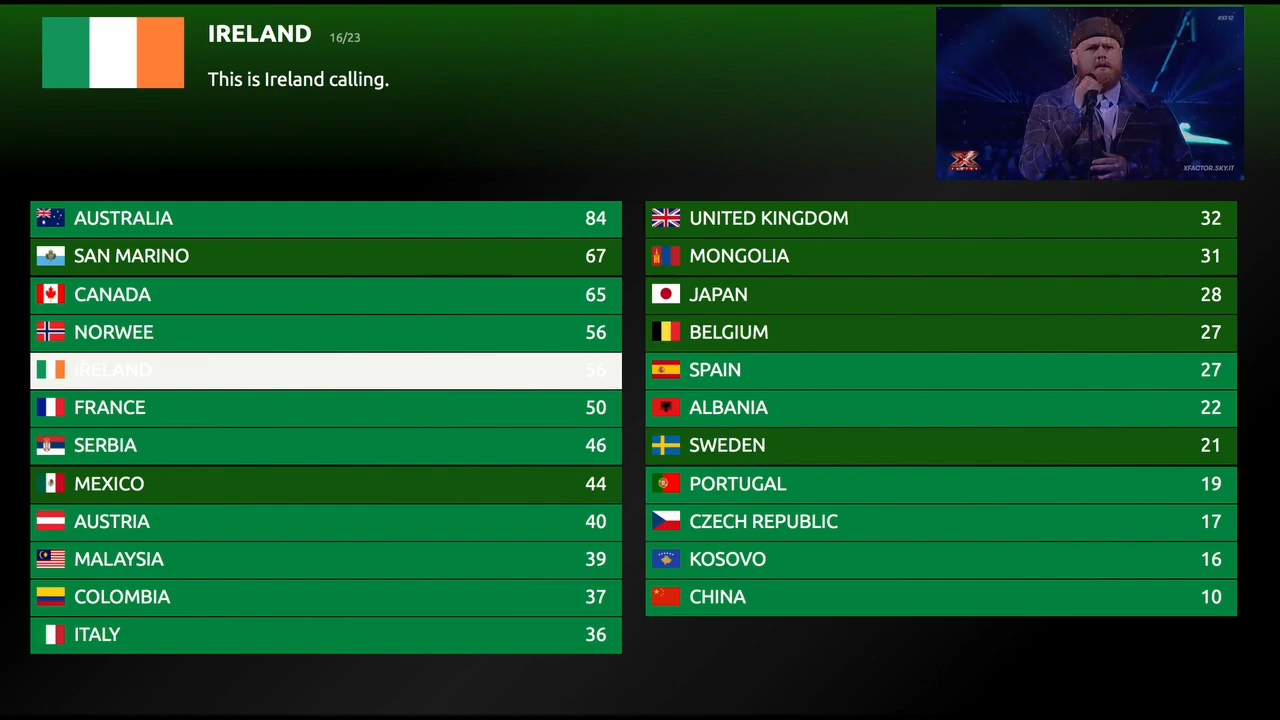 IRELAND 16/23
This is Ireland calling.
#XF12
X FACTOR
XFACTOR.SKY.IT
AUSTRALIA 84
SAN MARINO 67
CANADA 65
NORWEE 56
IRELAND 56
FRANCE 50
SERBIA 46
MEXICO 44
AUSTRIA 40
MALAYSIA 39
COLOMBIA 37
ITALY 36
UNITED KINGDOM 32
MONGOLIA 31
JAPAN 28
BELGIUM 27
SPAIN 27
ALBANIA 22
SWEDEN 21
PORTUGAL 19
CZECH REPUBLIC 17
KOSOVO 16
CHINA 10